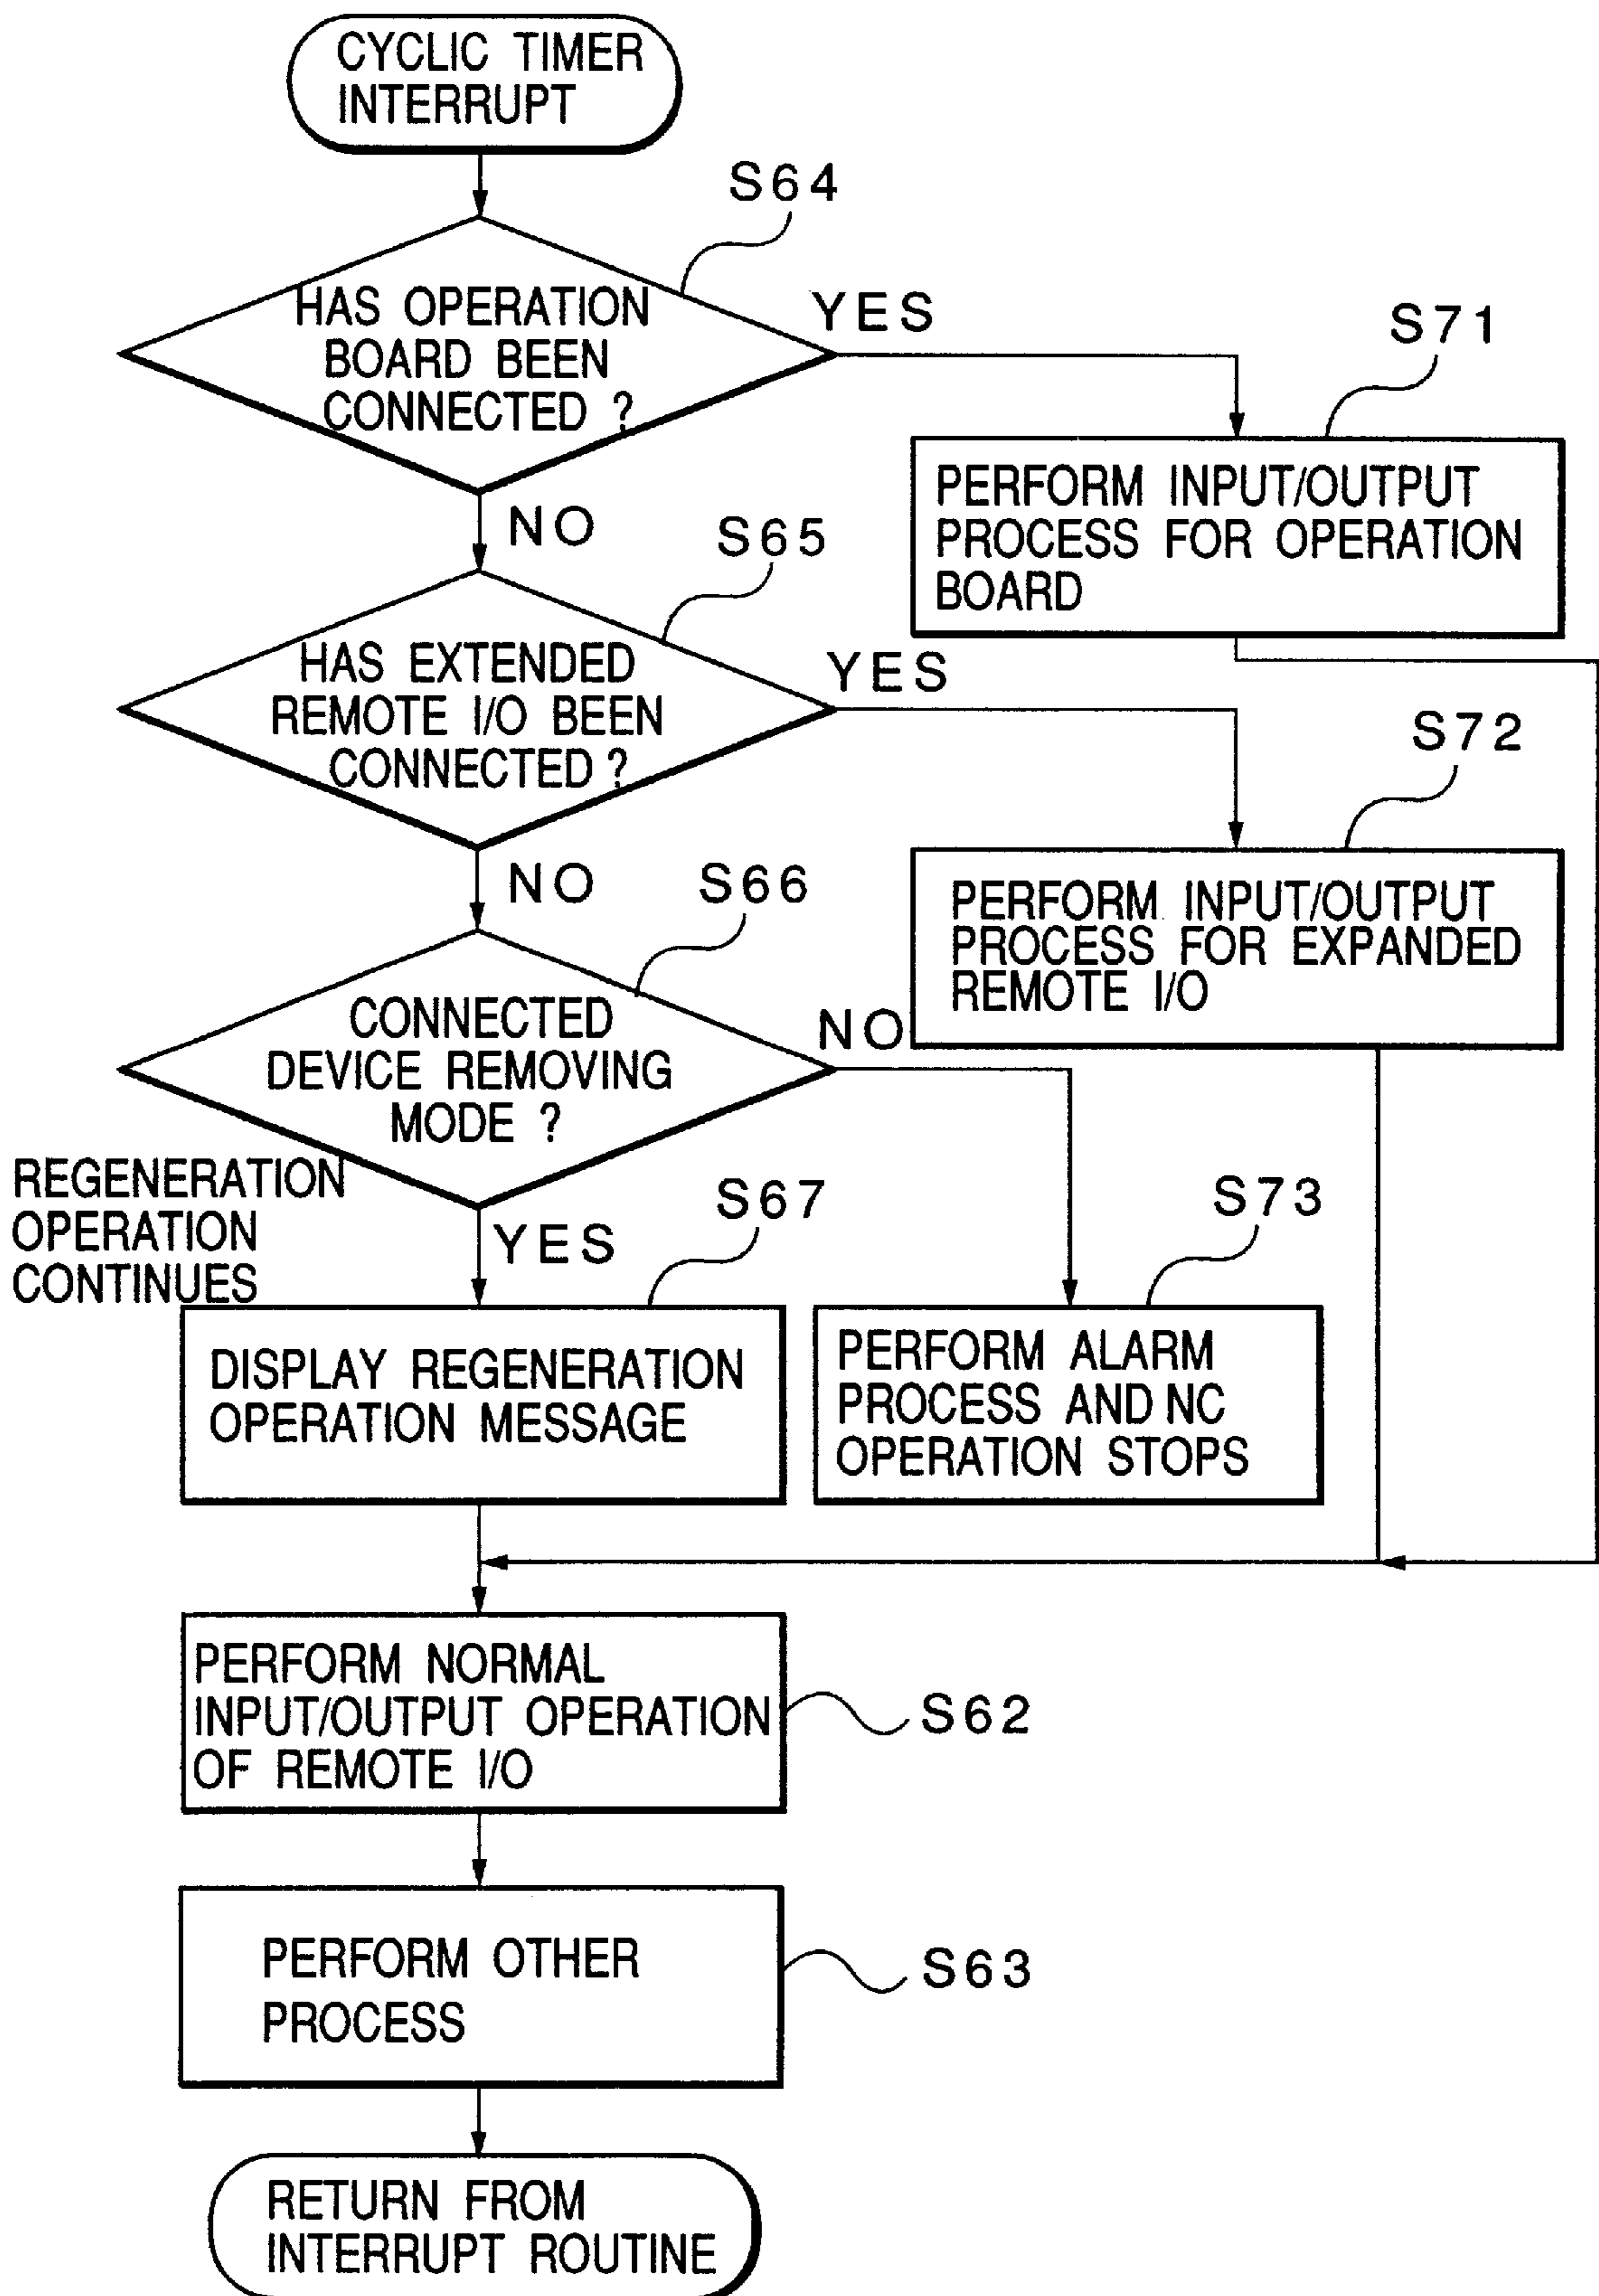 CYCLIC TIMER
INTERRUPT
S64
HAS OPERATION
BOARD BEEN
CONNECTED ?
YES
S71
PERFORM INPUT/OUTPUT
PROCESS FOR OPERATION
BOARD
NO
S65
HAS EXTENDED
REMOTE I/O BEEN
CONNECTED ?
YES
S72
PERFORM INPUT/OUTPUT
PROCESS FOR EXPANDED
REMOTE I/O
NO
S66
CONNECTED
DEVICE REMOVING
MODE ?
NO
REGENERATION
OPERATION
CONTINUES
YES
S67
S73
DISPLAY REGENERATION
OPERATION MESSAGE
PERFORM ALARM
PROCESS AND NC
OPERATION STOPS
PERFORM NORMAL
INPUT/OUTPUT OPERATION
OF REMOTE I/O
S62
PERFORM OTHER
PROCESS
S63
RETURN FROM
INTERRUPT ROUTINE